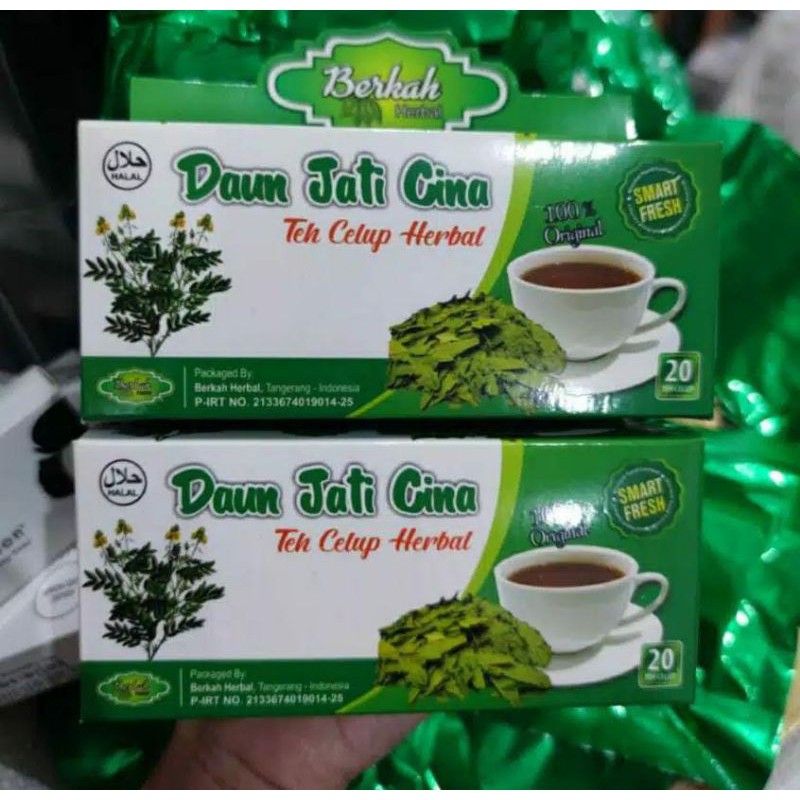 Berkah
Herbal
حلال
HALAL
Daun Jati Cina
Teh Celup Herbal
100%
Original
SMART
FRESH
Packaged By:
Berkah Herbal, Tangerang - Indonesia
P-IRT NO. 2133674019014-25
20
حلال
HALAL
Daun Jati Cina
Teh Celup Herbal
Original
SMART
FRESH
Berkah
Packaged By:
Berkah Herbal, Tangerang - Indonesia
P-IRT NO. 2133674019014-25
20